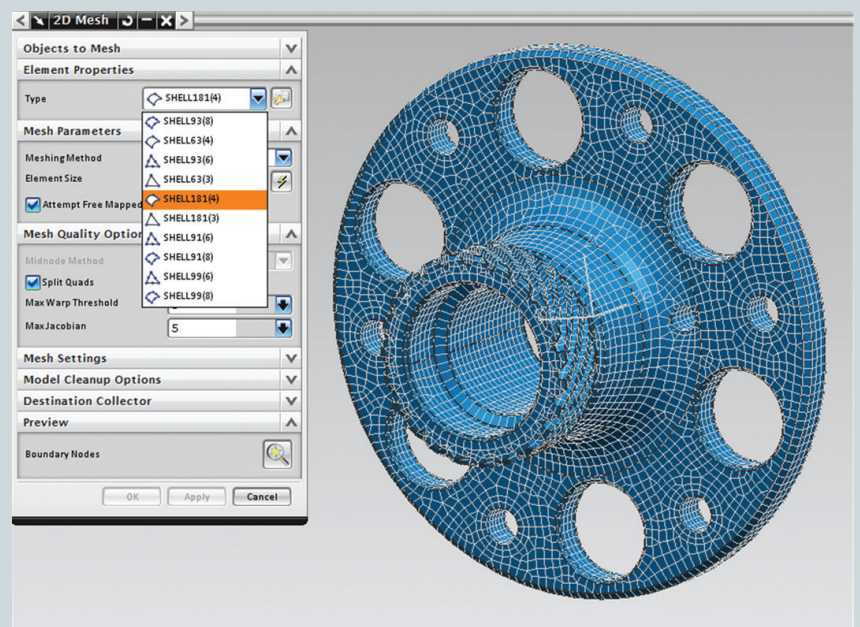 2D Mesh
Objects to Mesh
Element Properties
Type SHELL181(4)
SHELL93(8)
SHELL63(4)
SHELL93(6)
SHELL63(3)
SHELL181(4)
SHELL181(3)
SHELL91(6)
SHELL91(8)
SHELL99(6)
SHELL99(8)
Mesh Parameters
Meshing Method
Element Size
Attempt Free Mapped
Mesh Quality
Midnode Method
Split Quads
Max Warp Threshold
Max Jacobian 5
Mesh Settings
Model Cleanup Options
Destination Collector
Preview
Boundary Nodes
OK Apply Cancel